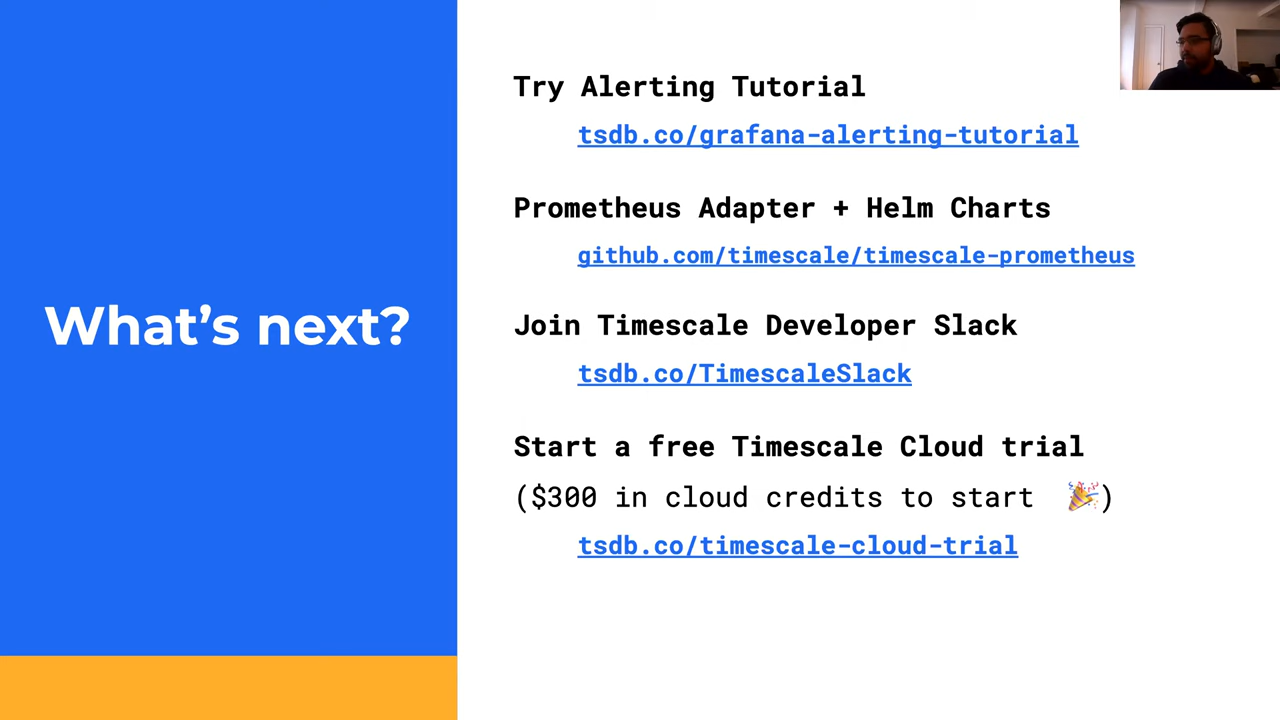 What's next?
Try Alerting Tutorial
tsdb.co/grafana-alerting-tutorial
Prometheus Adapter + Helm Charts
github.com/timescale/timescale-prometheus
Join Timescale Developer Slack
tsdb.co/TimescaleSlack
Start a free Timescale Cloud trial
($300 in cloud credits to start 🎉)
tsdb.co/timescale-cloud-trial